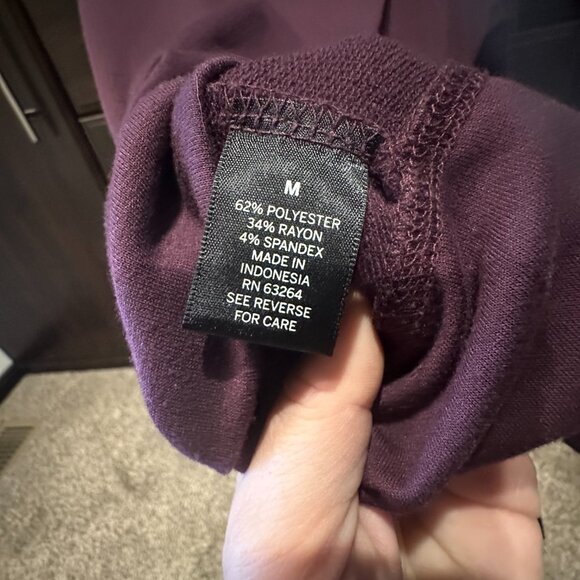 M
62% POLYESTER
34% RAYON
4% SPANDEX
MADE IN
INDONESIA
RN 63264
SEE REVERSE
FOR CARE